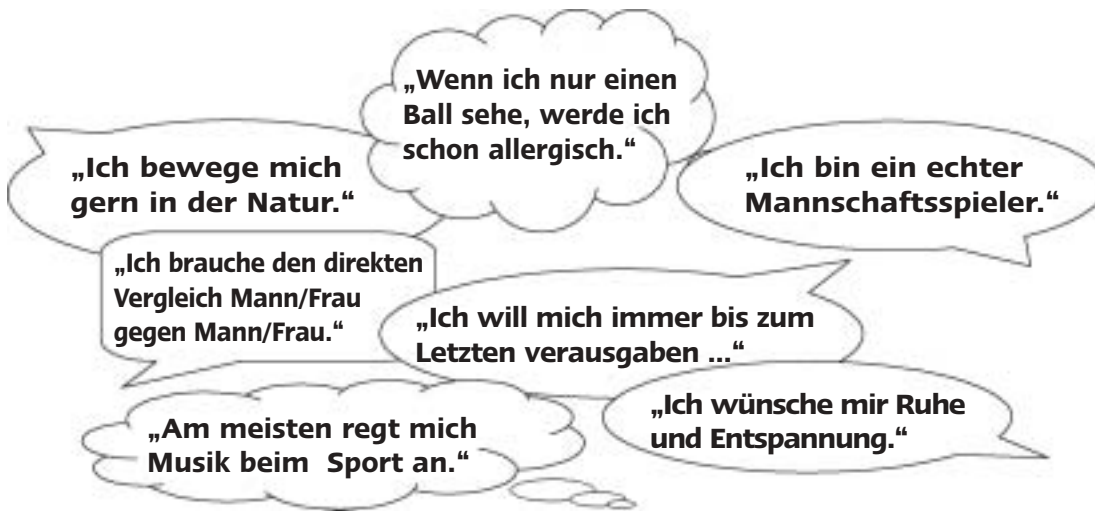 „Wenn ich nur einen
Ball sehe, werde ich
schon allergisch.“
„Ich bewege mich
gern in der Natur.“
„Ich bin ein echter
Mannschaftsspieler.“
„Ich brauche den direkten
Vergleich Mann/Frau
gegen Mann/Frau.“
„Ich will mich immer bis zum
Letzten verausgaben ...“
„Ich wünsche mir Ruhe
und Entspannung.“
„Am meisten regt mich
Musik beim Sport an.“